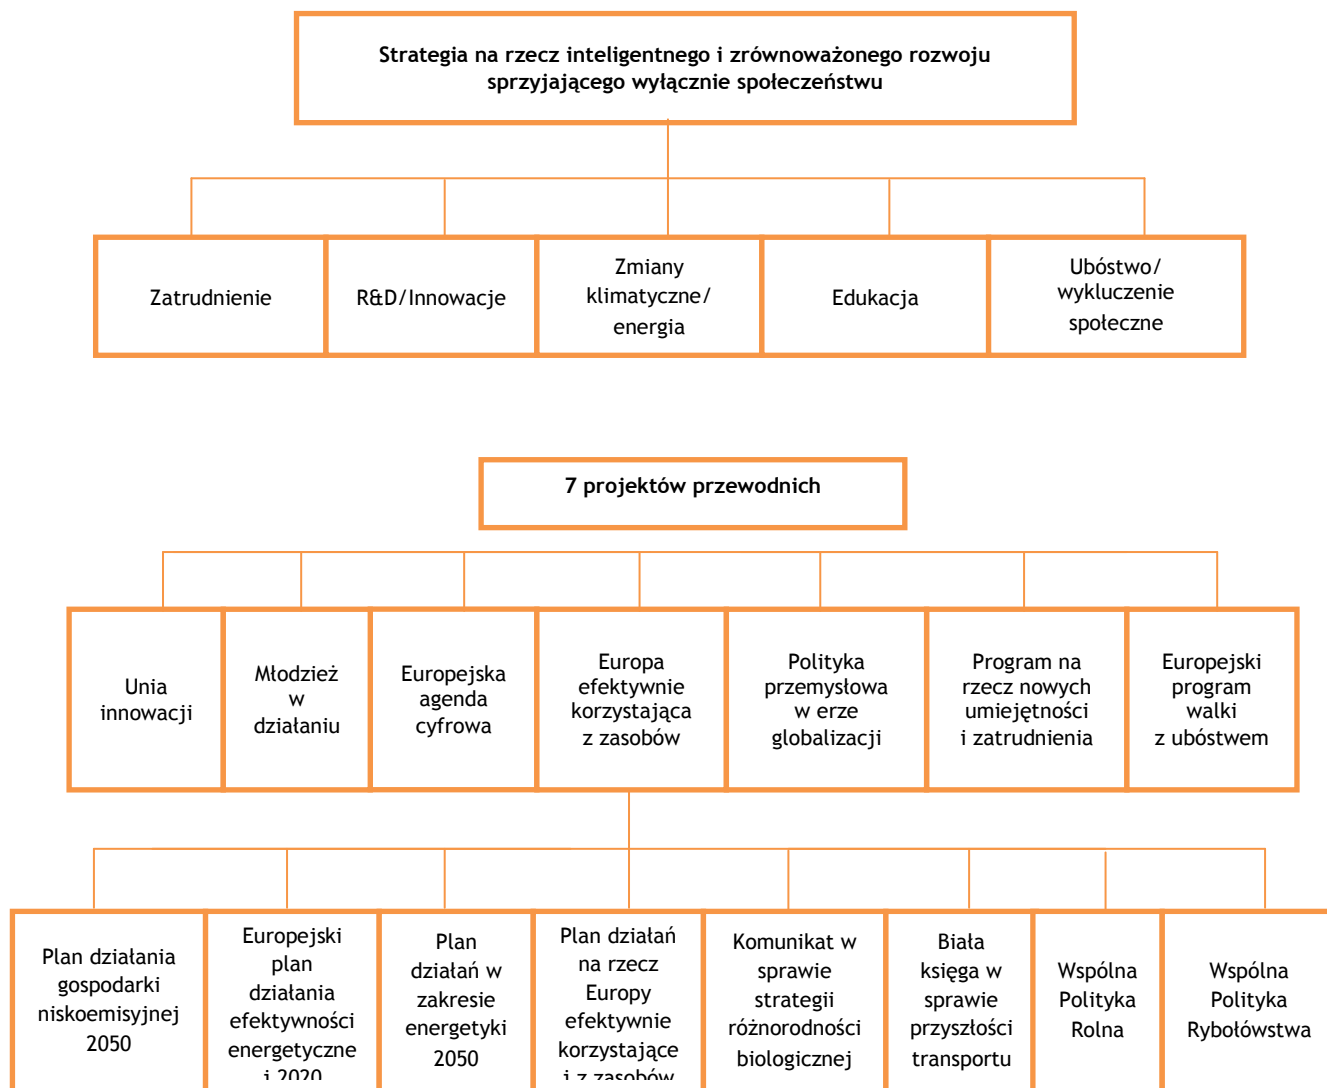 Strategia na rzecz inteligentnego i zrównoważonego rozwoju
sprzyjającego wyłącznie społeczeństwu
Zatrudnienie
R&D/Innowacje
Zmiany
klimatyczne/
energia
Edukacja
Ubóstwo/
wykluczenie
społeczne
7 projektów przewodnich
Unia
innowacji
Młodzież
w
działaniu
Europejska
agenda
cyfrowa
Europa
efektywnie
korzystająca
z zasobów
Polityka
przemysłowa
w erze
globalizacji
Program na
rzecz nowych
umiejętności
i zatrudnienia
Europejski
program
walki
z ubóstwem
Plan działania
gospodarki
niskoemisyjnej
2050
Europejski
plan
działania
efektywności
energetyczne
j 2020
Plan
działań w
zakresie
energetyki
2050
Plan działań
na rzecz
Europy
efektywnie
korzystające
j z zasobów
Komunikat w
sprawie
strategii
różnorodności
biologicznej
Biała
księga w
sprawie
przyszłości
transportu
Wspólna
Polityka
Rolna
Wspólna
Polityka
Rybołówstwa